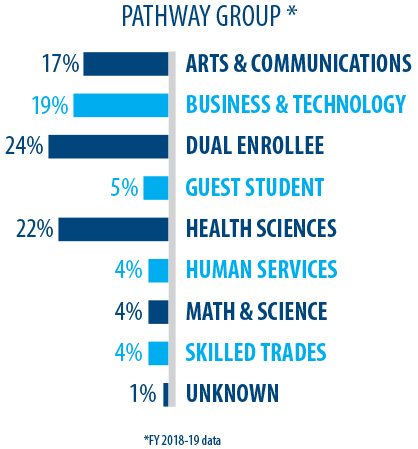 PATHWAY GROUP *
17% ARTS & COMMUNICATIONS
19% BUSINESS & TECHNOLOGY
24% DUAL ENROLLEE
5% GUEST STUDENT
22% HEALTH SCIENCES
4% HUMAN SERVICES
4% MATH & SCIENCE
4% SKILLED TRADES
1% UNKNOWN
*FY 2018-19 data